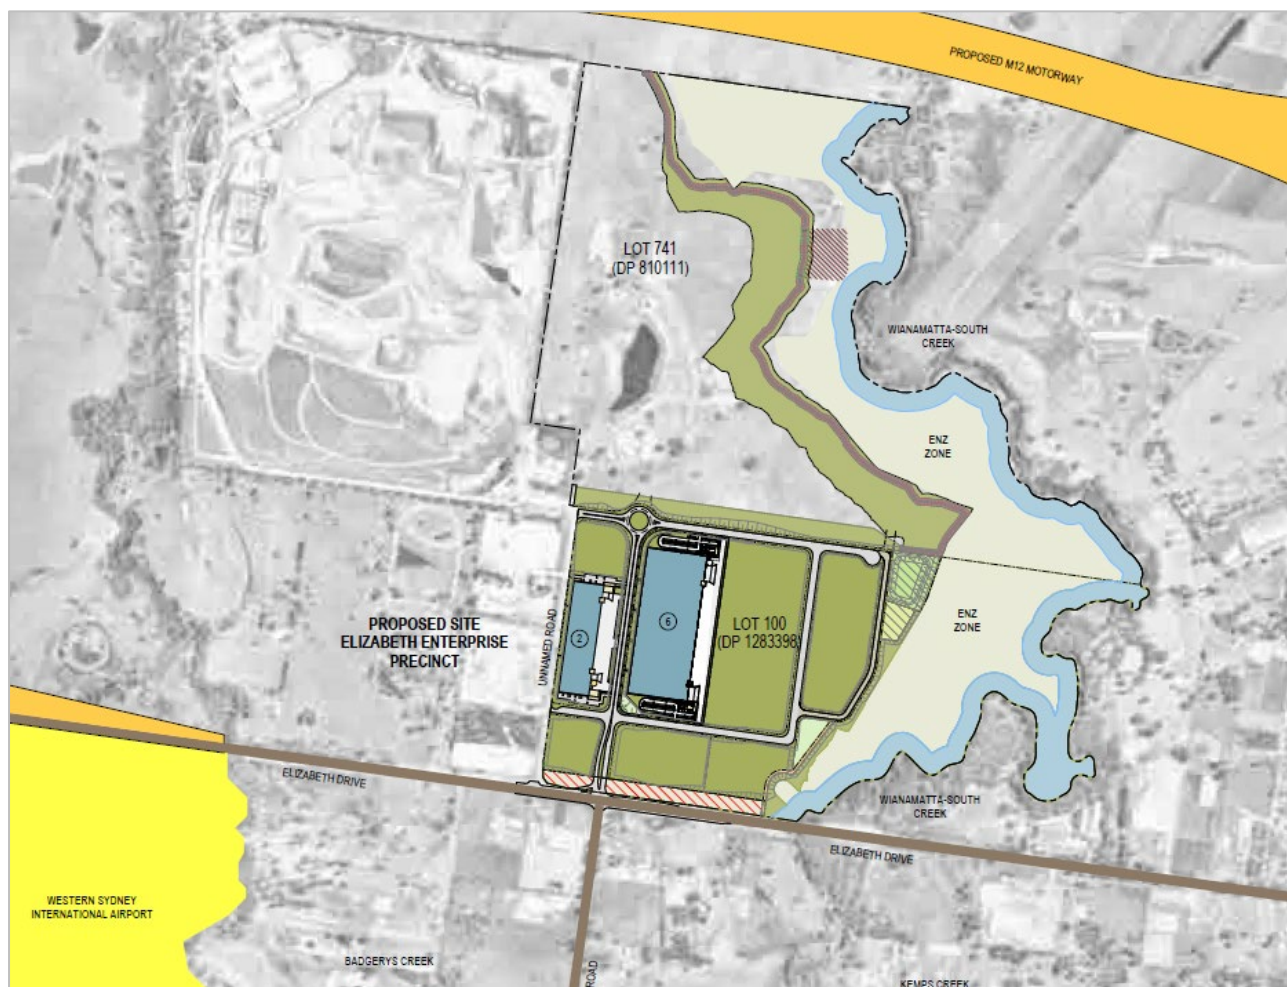 PROPOSED M12 MOTORWAY
LOT 741
(DP 810111)
WIANAMATTA-SOUTH
CREEK
ENZ
ZONE
PROPOSED SITE
ELIZABETH ENTERPRISE
PRECINCT
UNNAMED ROAD
2
6
LOT 100
(DP 1283398)
ENZ
ZONE
ELIZABETH DRIVE
WIANAMATTA-SOUTH
CREEK
ELIZABETH DRIVE
WESTERN SYDNEY
INTERNATIONAL AIRPORT
BADGERYS CREEK
ROAD
KEMPS CREEK